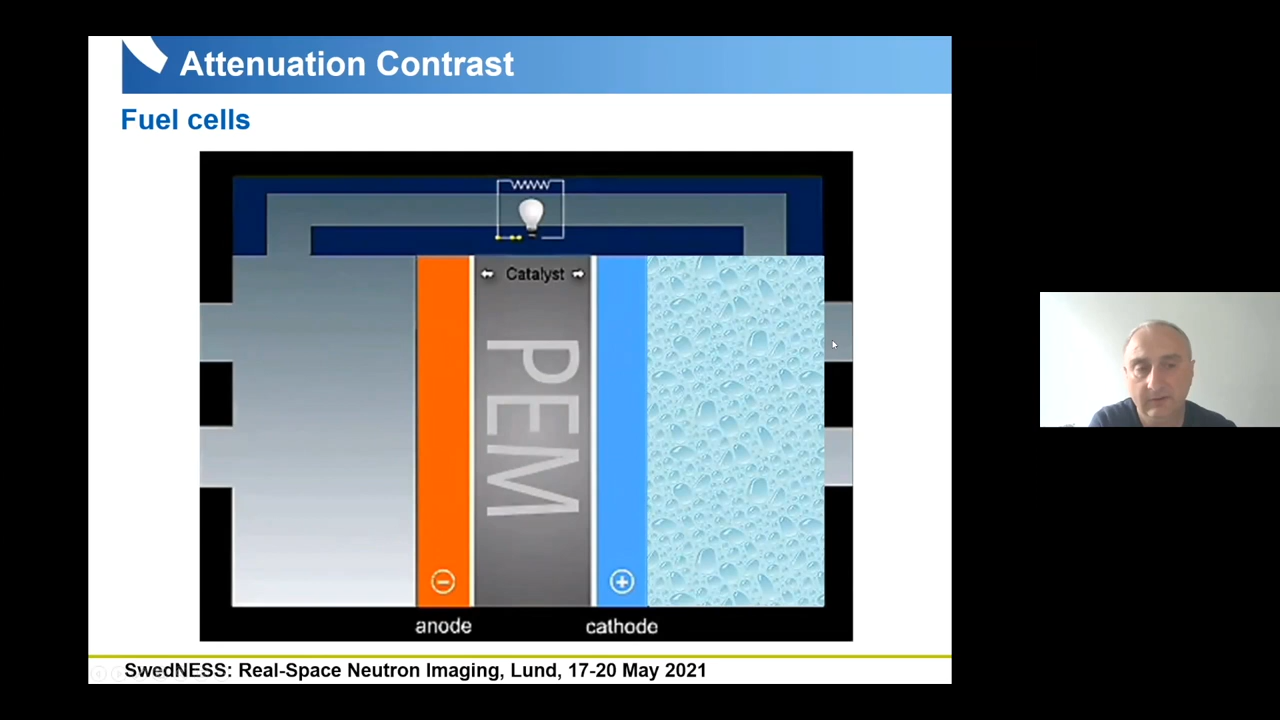 Attenuation Contrast
Fuel cells
Catalyst
PEM
anode
cathode
SwedNESS: Real-Space Neutron Imaging, Lund, 17-20 May 2021